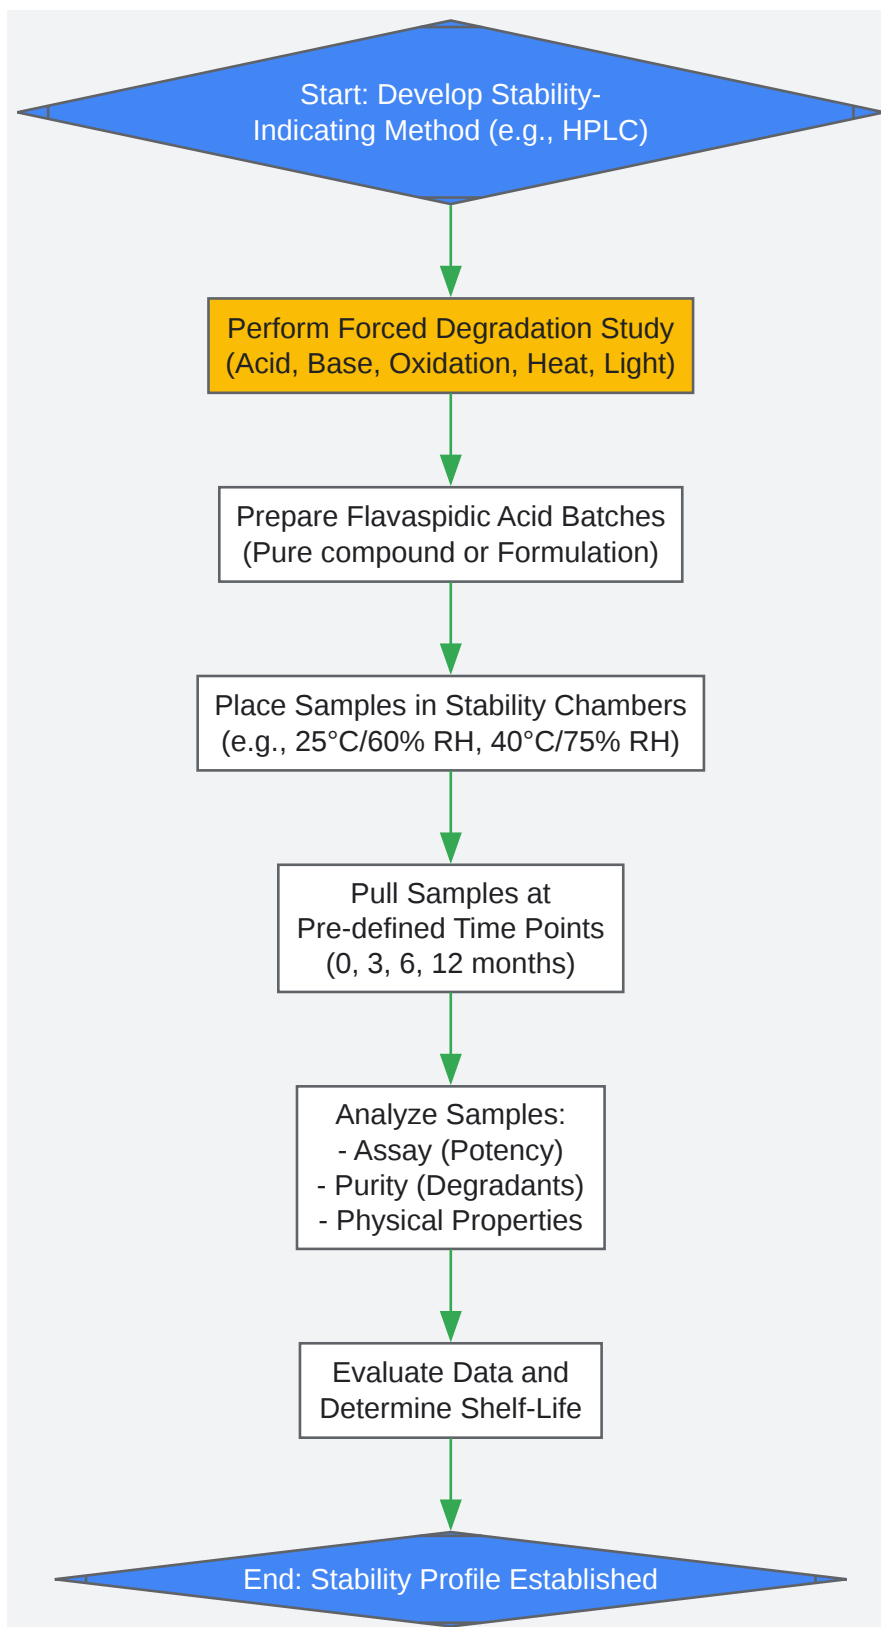 Start: Develop Stability-
Indicating Method (e.g., HPLC)
Perform Forced Degradation Study
(Acid, Base, Oxidation, Heat, Light)
Prepare Flavaspidic Acid Batches
(Pure compound or Formulation)
Place Samples in Stability Chambers
(e.g., 25°C/60% RH, 40°C/75% RH)
Pull Samples at
Pre-defined Time Points
(0, 3, 6, 12 months)
Analyze Samples:
- Assay (Potency)
- Purity (Degradants)
- Physical Properties
Evaluate Data and
Determine Shelf-Life
End: Stability Profile Established